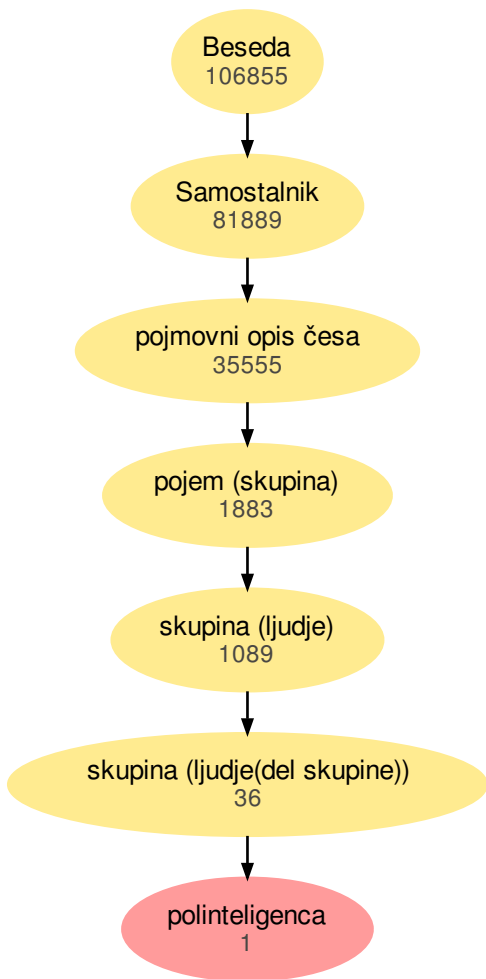 Beseda
106855
Samostalnik
81889
pojmovni opis česa
35555
pojem (skupina)
1883
skupina (ljudje)
1089
skupina (ljudje(del skupine))
36
polinteligenca
1